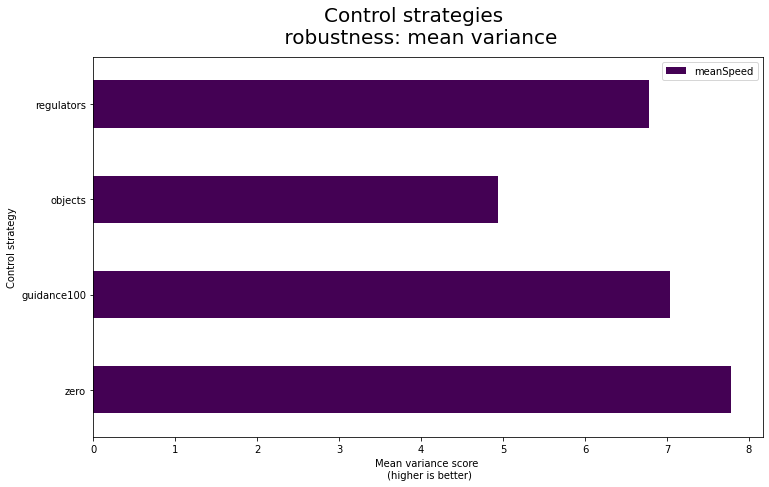 Control strategies
robustness: mean variance
meanSpeed
Control strategy
regulators
objects
guidance100
zero
0 1 2 3 4 5 6 7 8
Mean variance score
(higher is better)